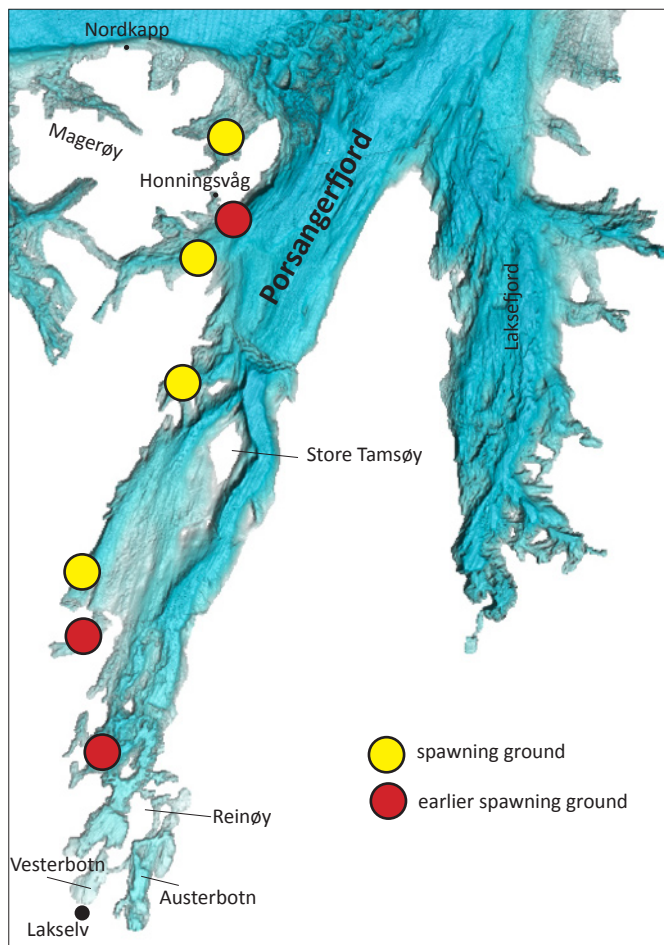 Nordkapp
Magerøy
Honningsvåg
Porsangerfjord
Laksefjord
Store Tamsøy
spawning ground
earlier spawning ground
Reinøy
Vesterbotn
Austerbotn
Lakselv